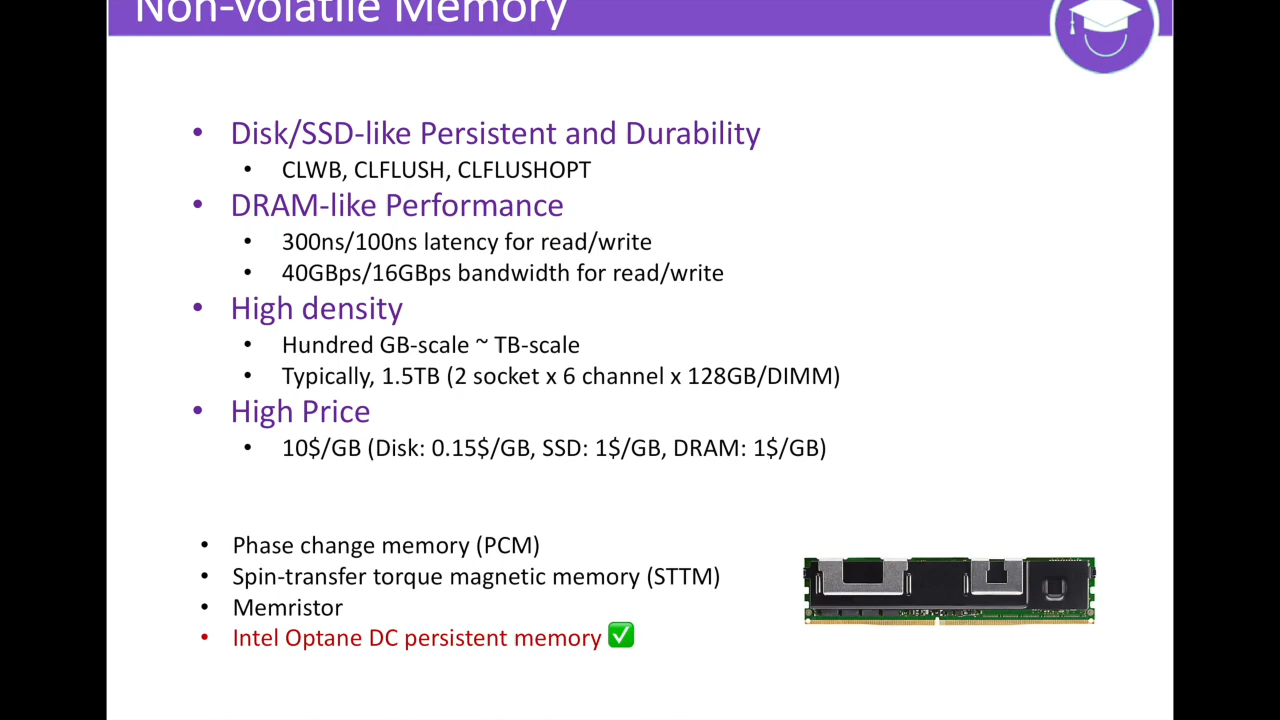 Non-Volatile Memory
• Disk/SSD-like Persistent and Durability
• CLWB, CLFLUSH, CLFLUSHOPT
• DRAM-like Performance
• 300ns/100ns latency for read/write
• 40GBps/16GBps bandwidth for read/write
• High density
• Hundred GB-scale ~ TB-scale
• Typically, 1.5TB (2 socket x 6 channel x 128GB/DIMM)
• High Price
• 10$/GB (Disk: 0.15$/GB, SSD: 1$/GB, DRAM: 1$/GB)
• Phase change memory (PCM)
• Spin-transfer torque magnetic memory (STTM)
• Memristor
• Intel Optane DC persistent memory ✅